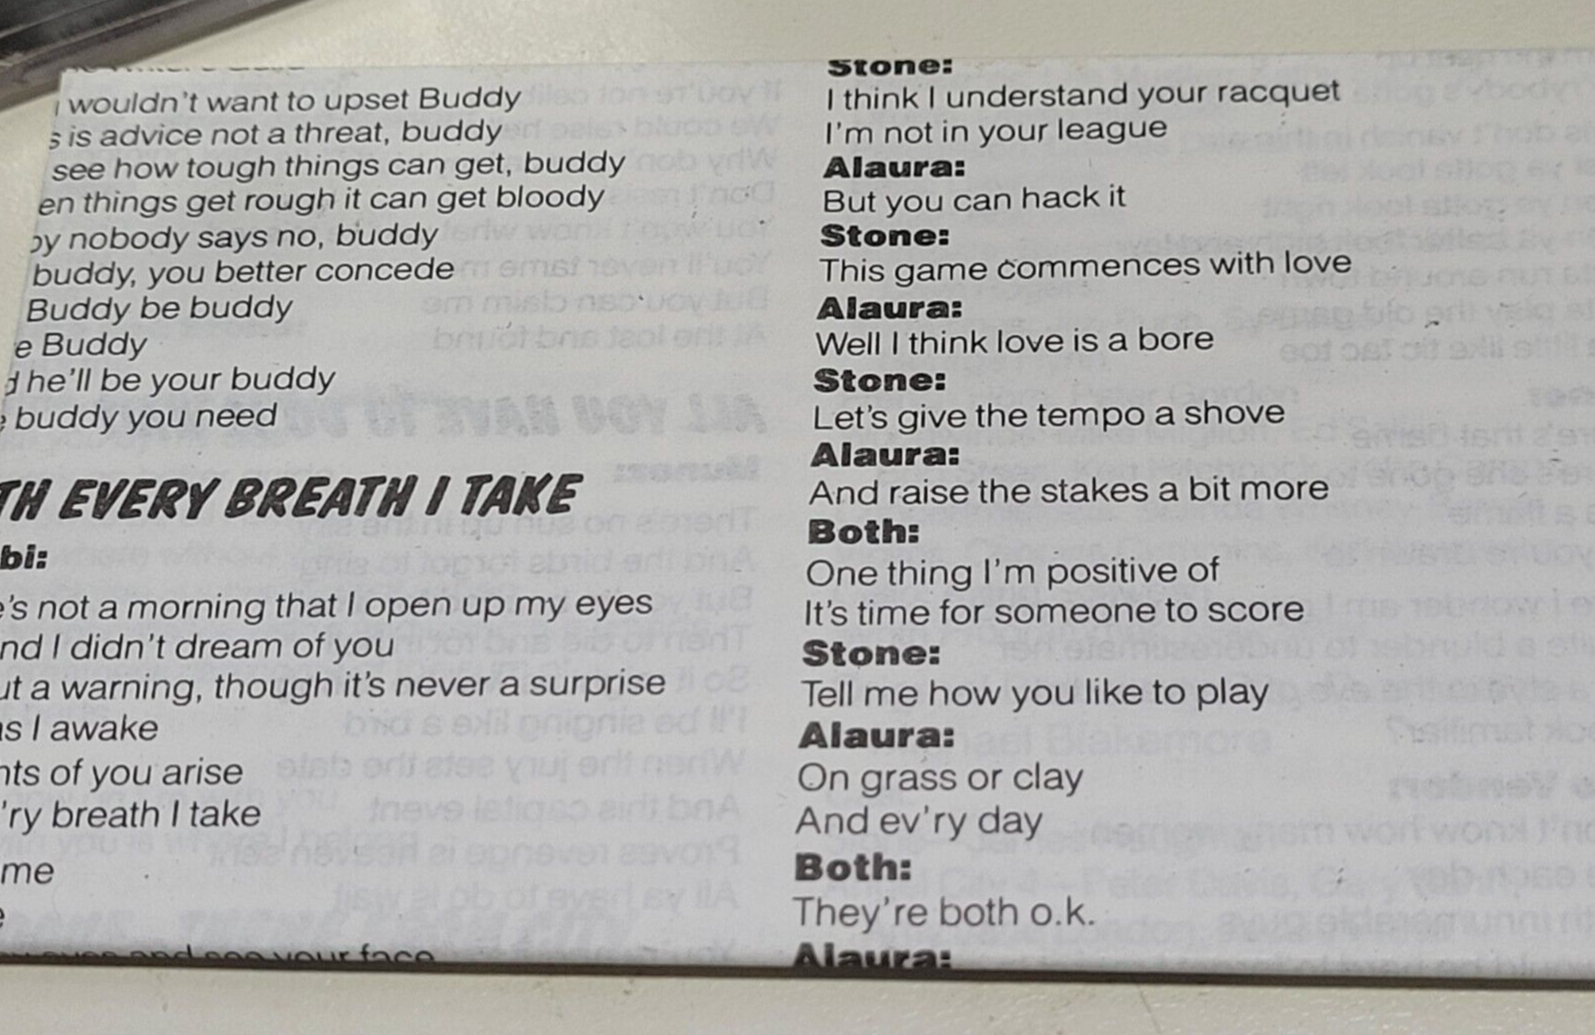 wouldn't want to upset Buddy
is advice not a threat, buddy
see how tough things can get, buddy
things get rough it can get bloody
nobody says no, buddy
buddy, you better concede
Buddy be buddy
Buddy
he'll be your buddy
buddy you need
EVERY BREATH I TAKE
not a morning that I open up my eyes
I didn't dream of you
a warning, though it's never a surprise
I awake
of you arise
breath I take
me
and see your face
Stone:
I think I understand your racquet
I'm not in your league
Alaura:
But you can hack it
Stone:
This game commences with love
Alaura:
Well I think love is a bore
Stone:
Let's give the tempo a shove
Alaura:
And raise the stakes a bit more
Both:
One thing I'm positive of
It's time for someone to score
Stone:
Tell me how you like to play
Alaura:
On grass or clay
And ev'ry day
Both:
They're both o.k.
Alaura: